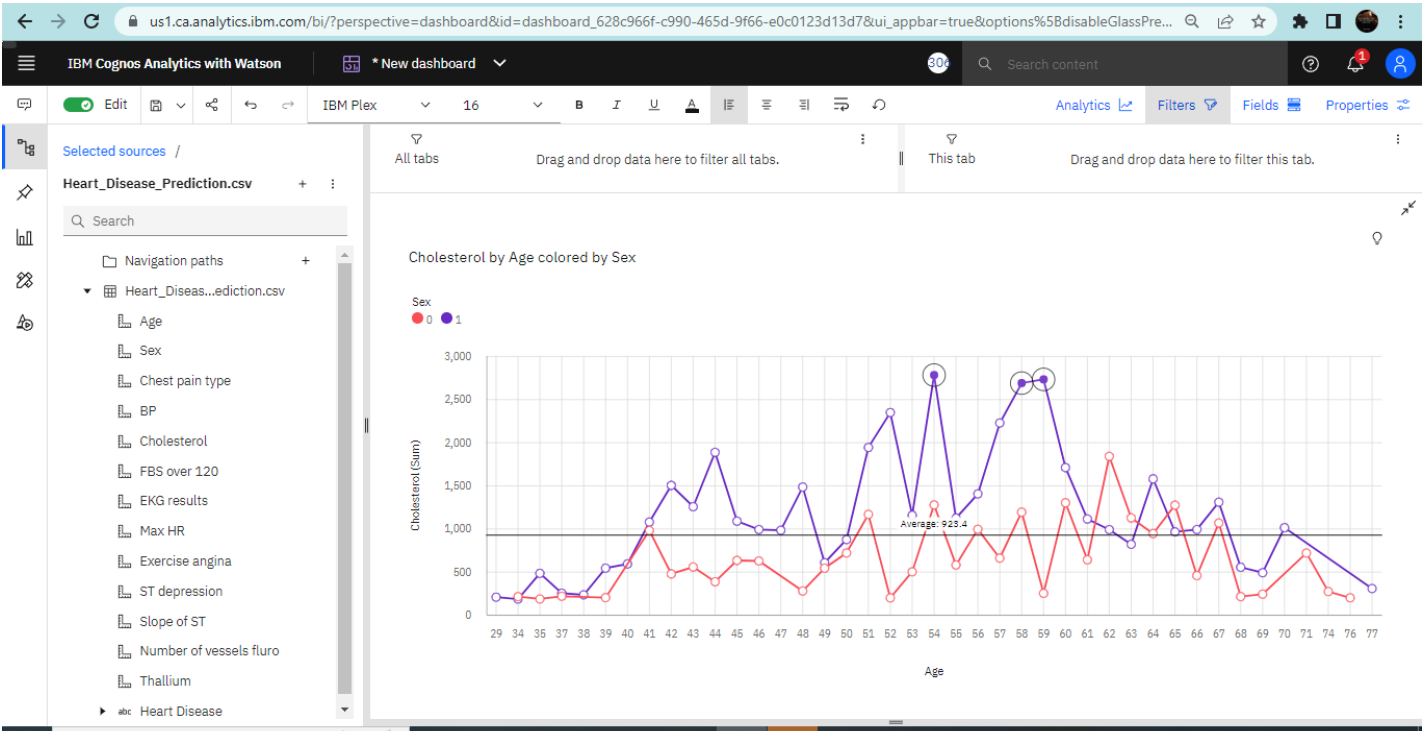 us1.ca.analytics.ibm.com/bi/?perspective=dashboard&id=dashboard_628c966f-c990-465d-9f66-e0c0123d13d7&ui_appbar=true&options%5BdisableGlassPre...
IBM Cognos Analytics with Watson
* New dashboard
306
Search content
1
Edit
IBM Plex
16
B I U A
Analytics
Filters
Fields
Properties
Selected sources /
Heart_Disease_Prediction.csv
Search
Navigation paths
Heart_Diseas...ediction.csv
Age
Sex
Chest pain type
BP
Cholesterol
FBS over 120
EKG results
Max HR
Exercise angina
ST depression
Slope of ST
Number of vessels fluro
Thallium
abc Heart Disease
All tabs
Drag and drop data here to filter all tabs.
This tab
Drag and drop data here to filter this tab.
Cholesterol by Age colored by Sex
Sex
0 1
Cholesterol (Sum)
3,000
2,500
2,000
1,500
1,000
500
0
Average: 923.4
29 34 35 37 38 39 40 41 42 43 44 45 46 47 48 49 50 51 52 53 54 55 56 57 58 59 60 61 62 63 64 65 66 67 68 69 70 71 74 76 77
Age